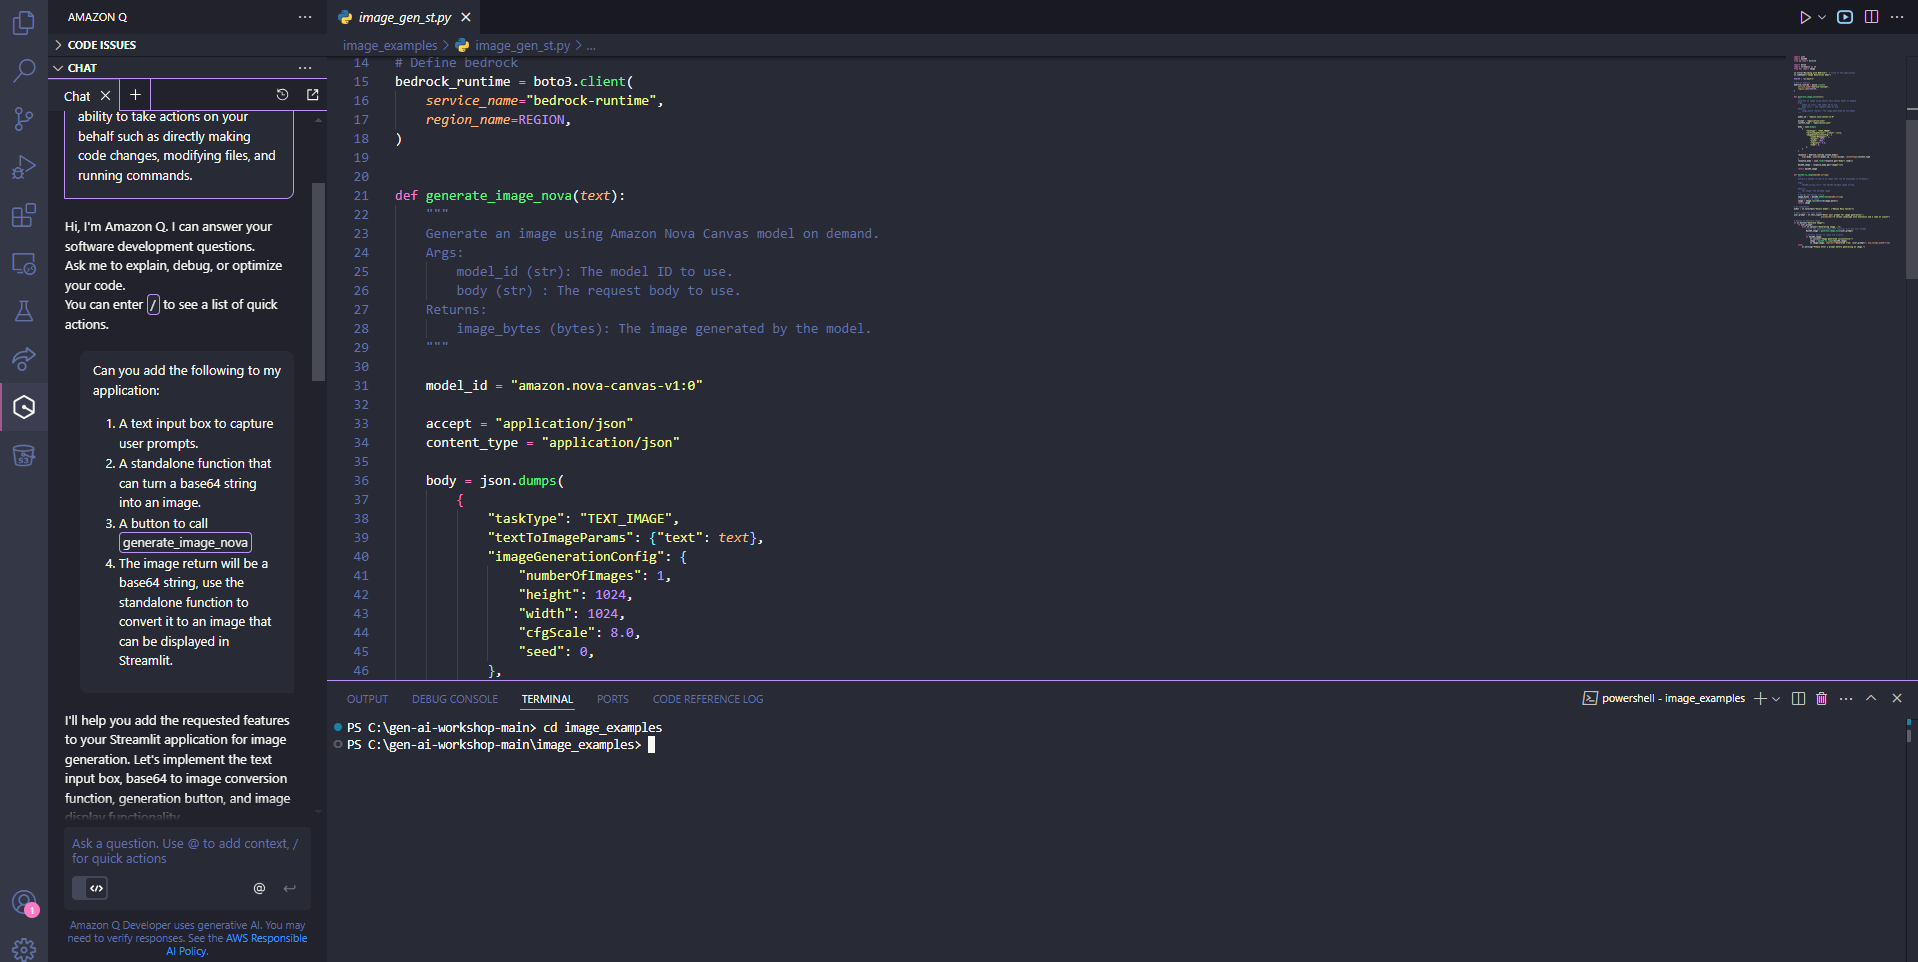 AMAZON Q
CODE ISSUES
CHAT
Chat
ability to take actions on your
behalf such as directly making
code changes, modifying files, and
running commands.
Hi, I'm Amazon Q. I can answer your
software development questions.
Ask me to explain, debug, or optimize
your code.
You can enter / to see a list of quick
actions.
Can you add the following to my
application:
1. A text input box to capture
user prompts.
2. A standalone function that
can turn a base64 string
into an image.
3. A button to call
generate_image_nova
4. The image return will be a
base64 string, use the
standalone function to
convert it to an image that
can be displayed in
Streamlit.
I'll help you add the requested features
to your Streamlit application for image
generation. Let's implement the text
input box, base64 to image conversion
function, generation button, and image
display functionality
Ask a question. Use @ to add context, /
for quick actions
@
Amazon Q Developer uses generative AI. You may
need to verify responses. See the AWS Responsible
AI Policy.
S3
1
image_gen_st.py
image_examples > image_gen_st.py > ...
14 # Define bedrock
15 bedrock_runtime = boto3.client(
16 service_name="bedrock-runtime",
17 region_name=REGION,
18 )
19
20
21 def generate_image_nova(text):
22 """
23 Generate an image using Amazon Nova Canvas model on demand.
24 Args:
25 model_id (str): The model ID to use.
26 body (str) : The request body to use.
27 Returns:
28 image_bytes (bytes): The image generated by the model.
29 """
30
31 model_id = "amazon.nova-canvas-v1:0"
32
33 accept = "application/json"
34 content_type = "application/json"
35
36 body = json.dumps(
37 {
38 "taskType": "TEXT_IMAGE",
39 "textToImageParams": {"text": text},
40 "imageGenerationConfig": {
41 "numberOfImages": 1,
42 "height": 1024,
43 "width": 1024,
44 "cfgScale": 8.0,
45 "seed": 0,
46 },
OUTPUT DEBUG CONSOLE TERMINAL PORTS CODE REFERENCE LOG
powershell - image_examples
PS C:\gen-ai-workshop-main> cd image_examples
PS C:\gen-ai-workshop-main\image_examples>